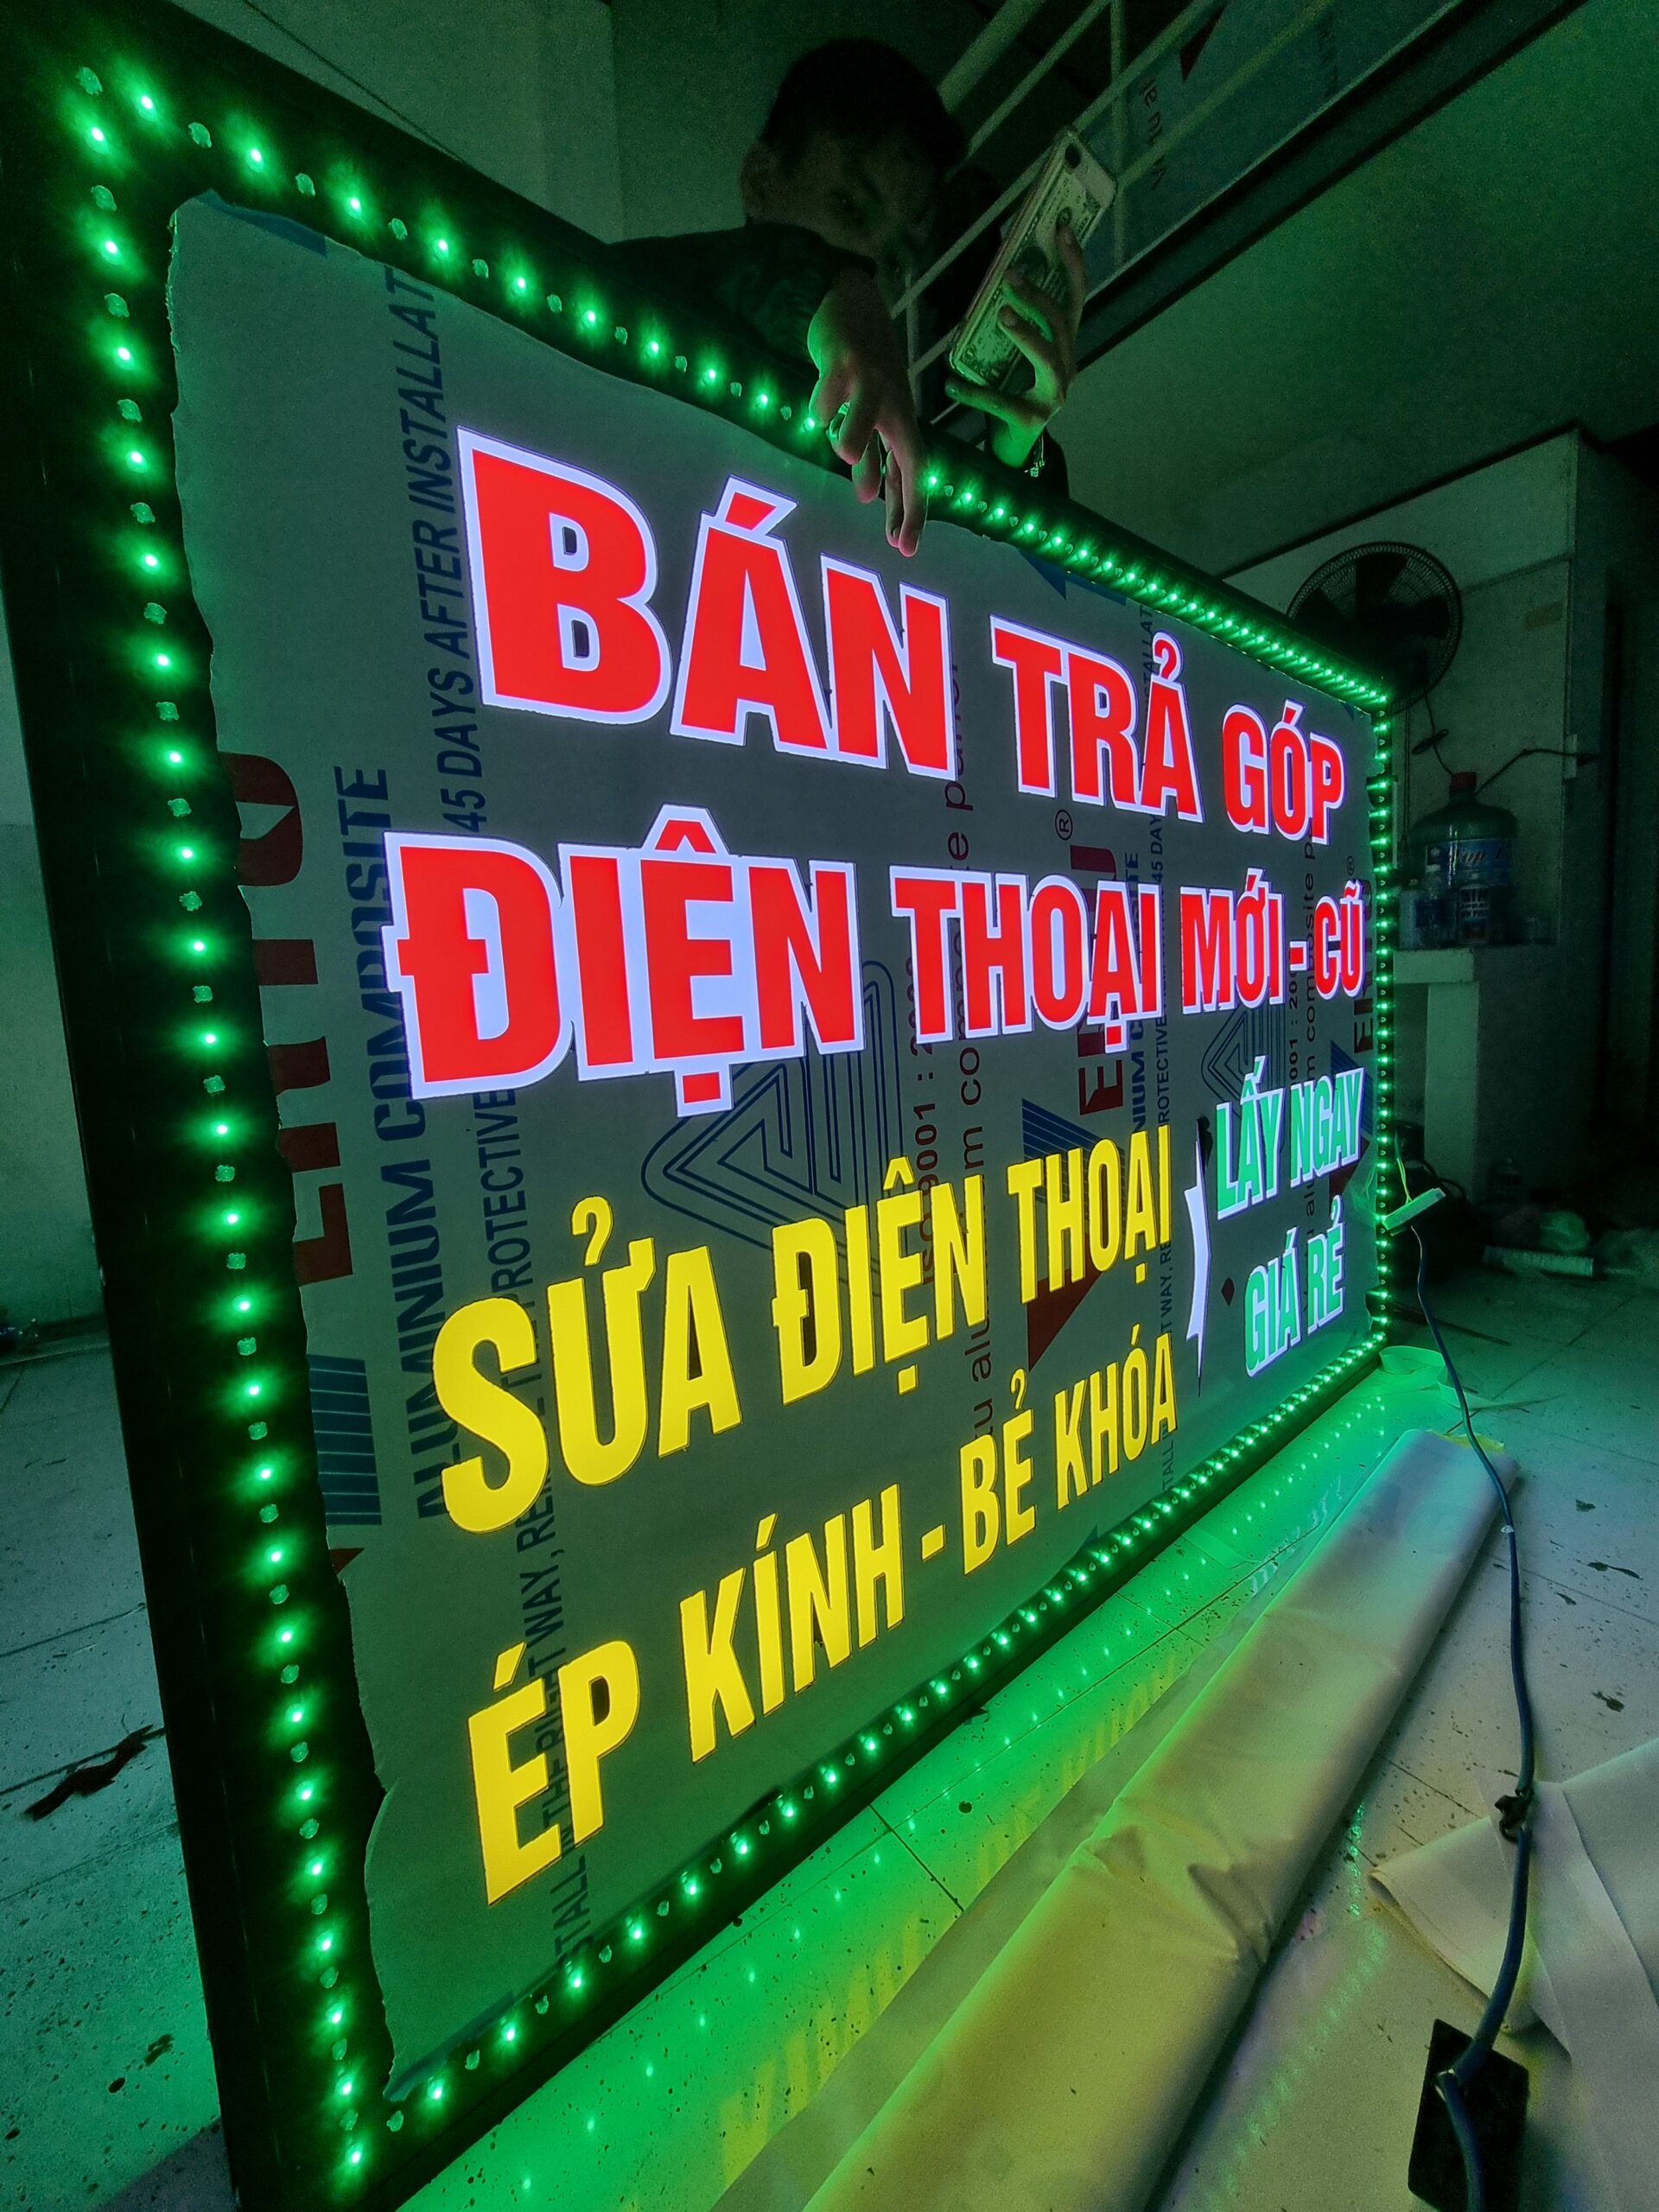 BÁN TRẢ GÓP
ĐIỆN THOẠI MỚI - CŨ
SỬA ĐIỆN THOẠI
ÉP KÍNH - BẺ KHÓA
LẤY NGAY
GIÁ RẺ
ALUMINIUM COMPOSITE
45 DAYS AFTER INSTALLAT